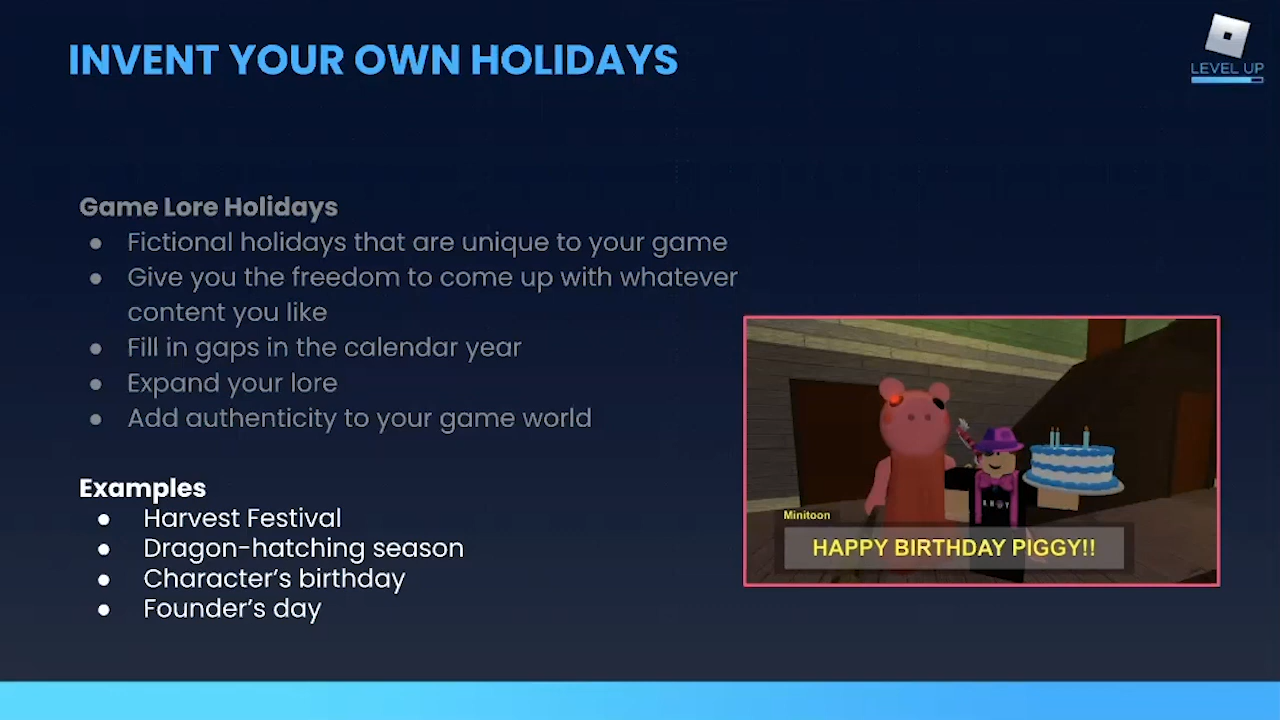 INVENT YOUR OWN HOLIDAYS
LEVEL UP
Game Lore Holidays
● Fictional holidays that are unique to your game
● Give you the freedom to come up with whatever
content you like
● Fill in gaps in the calendar year
● Expand your lore
● Add authenticity to your game world
Examples
● Harvest Festival
● Dragon-hatching season
● Character’s birthday
● Founder’s day
Minitoon
HAPPY BIRTHDAY PIGGY!!